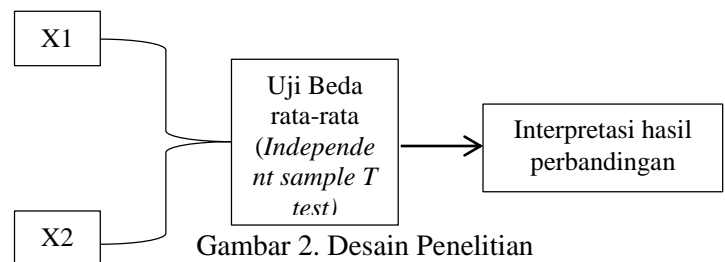 X1
Uji Beda
rata-rata
(Independe
nt sample T
test)
Interpretasi hasil
perbandingan
X2
Gambar 2. Desain Penelitian